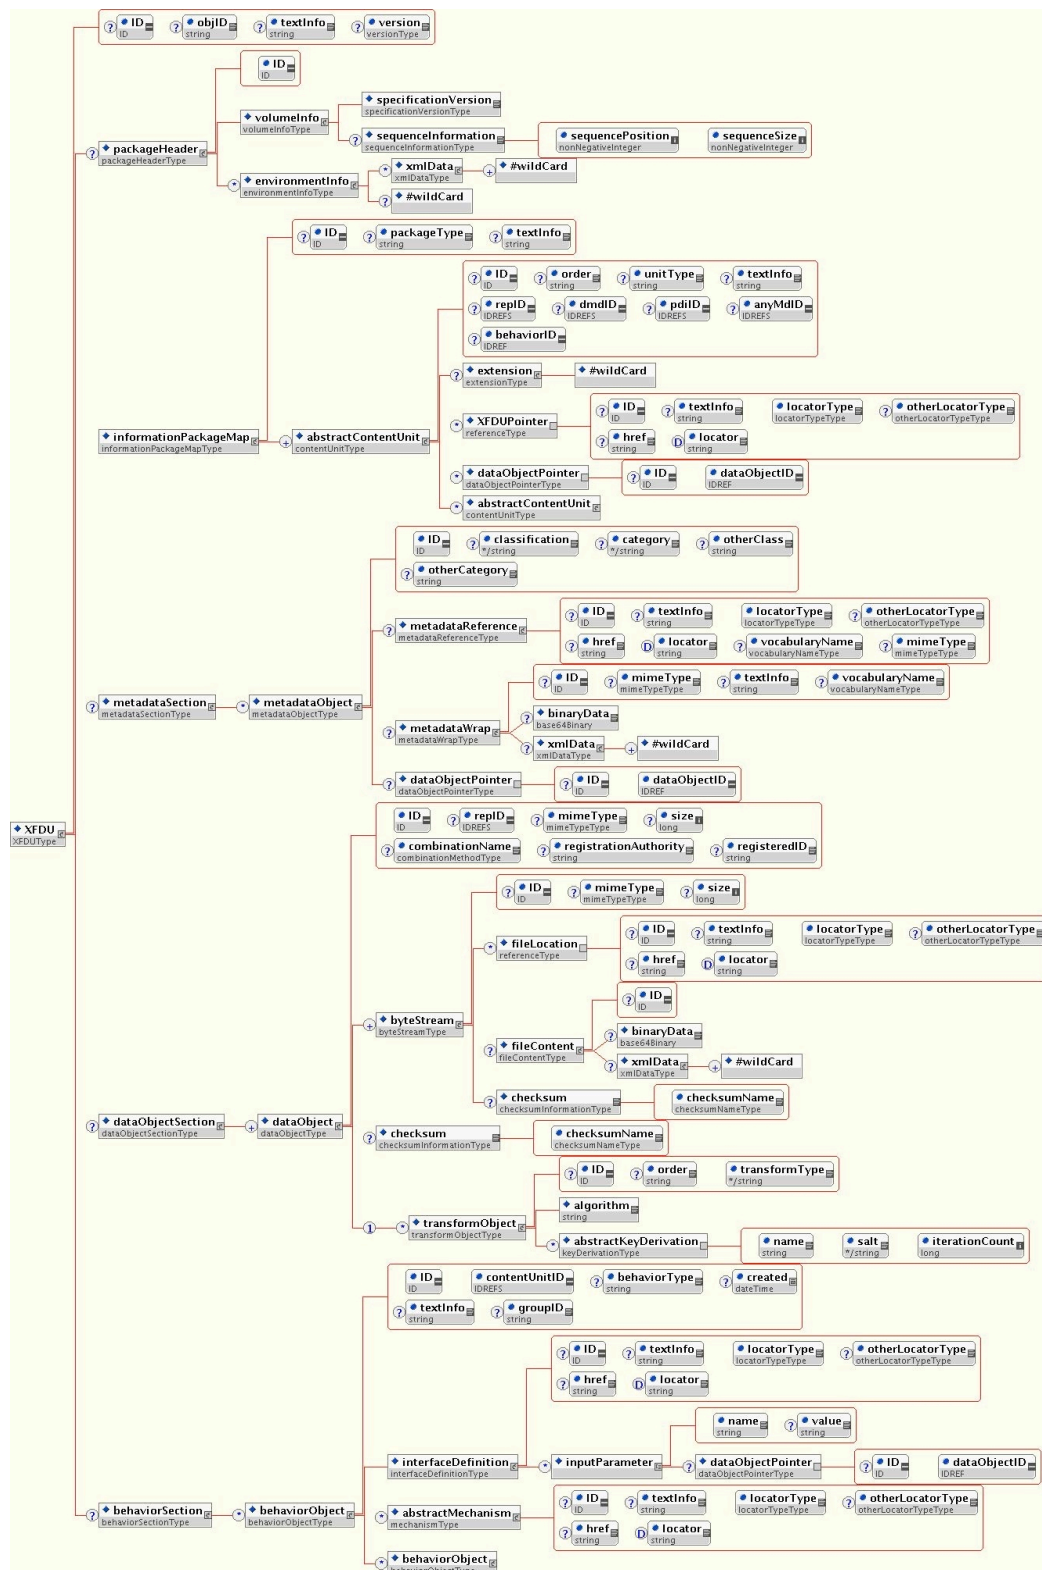 ? ID ? objID ? textInfo ? version
ID string string versionType
ID
ID
specificationVersion
specificationVersionType
volumeInfo
volumeInfoType
? sequenceInformation sequencePosition sequenceSize
sequenceInformationType nonNegativeInteger nonNegativeInteger
? packageHeader
packageHeaderType
* environmentInfo
environmentInfoType
* xmlData + #wildCard
xmlDataType
? #wildCard
? ID ? packageType ? textInfo
ID string string
? ID ? order ? unitType ? textInfo
ID string string string
? repID ? dmdID ? pdiID ? anyMdID
IDREFS IDREFS IDREFS IDREFS
? behaviorID
IDREF
? extension #wildCard
extensionType
? ID ? textInfo locatorType ? otherLocatorType
ID string locatorTypeType otherLocatorTypeType
* XFDUPointer
referenceType
? href D locator
string string
informationPackageMap + abstractContentUnit
informationPackageMapType contentUnitType
* dataObjectPointer ? ID dataObjectID
dataObjectPointerType ID IDREF
* abstractContentUnit
contentUnitType
ID ? classification ? category ? otherClass
ID */string */string string
? otherCategory
string
? ID ? textInfo locatorType ? otherLocatorType
ID string locatorTypeType otherLocatorTypeType
? metadataReference
metadataReferenceType
? href D locator ? vocabularyName ? mimeType
string string vocabularyNameType mimeTypeType
? ID ? mimeType ? textInfo ? vocabularyName
ID mimeTypeType string vocabularyNameType
? metadataSection * metadataObject
metadataSectionType metadataObjectType
? metadataWrap
metadataWrapType
? binaryData
base64Binary
? xmlData + #wildCard
xmlDataType
? dataObjectPointer ? ID dataObjectID
dataObjectPointerType ID IDREF
XFDU
XFDUType
ID ? repID ? mimeType ? size
ID IDREFS mimeTypeType long
? combinationName ? registrationAuthority ? registeredID
combinationMethodType string string
? ID ? mimeType ? size
ID mimeTypeType long
? ID ? textInfo locatorType ? otherLocatorType
ID string locatorTypeType otherLocatorTypeType
* fileLocation
referenceType
? href D locator
string string
? ID
ID
+ byteStream
byteStreamType
? fileContent
fileContentType
? binaryData
base64Binary
? xmlData + #wildCard
xmlDataType
? checksum checksumName
checksumInformationType checksumNameType
? dataObjectSection + dataObject
dataObjectSectionType dataObjectType
? checksum checksumName
checksumInformationType checksumNameType
? ID ? order transformType
ID string */string
algorithm
string
1 * transformObject
transformObjectType
* abstractKeyDerivation name salt iterationCount
keyDerivationType string */string long
ID contentUnitID ? behaviorType ? created
ID IDREFS string dateTime
? textInfo ? groupID
string string
? ID ? textInfo locatorType ? otherLocatorType
ID string locatorTypeType otherLocatorTypeType
? href D locator
string string
name ? value
string string
interfaceDefinition * inputParameter ? dataObjectPointer ? ID dataObjectID
interfaceDefinitionType dataObjectPointerType ID IDREF
? behaviorSection * behaviorObject
behaviorSectionType behaviorObjectType
? ID ? textInfo locatorType ? otherLocatorType
ID string locatorTypeType otherLocatorTypeType
* abstractMechanism
mechanismType
? href D locator
string string
* behaviorObject
behaviorObjectType